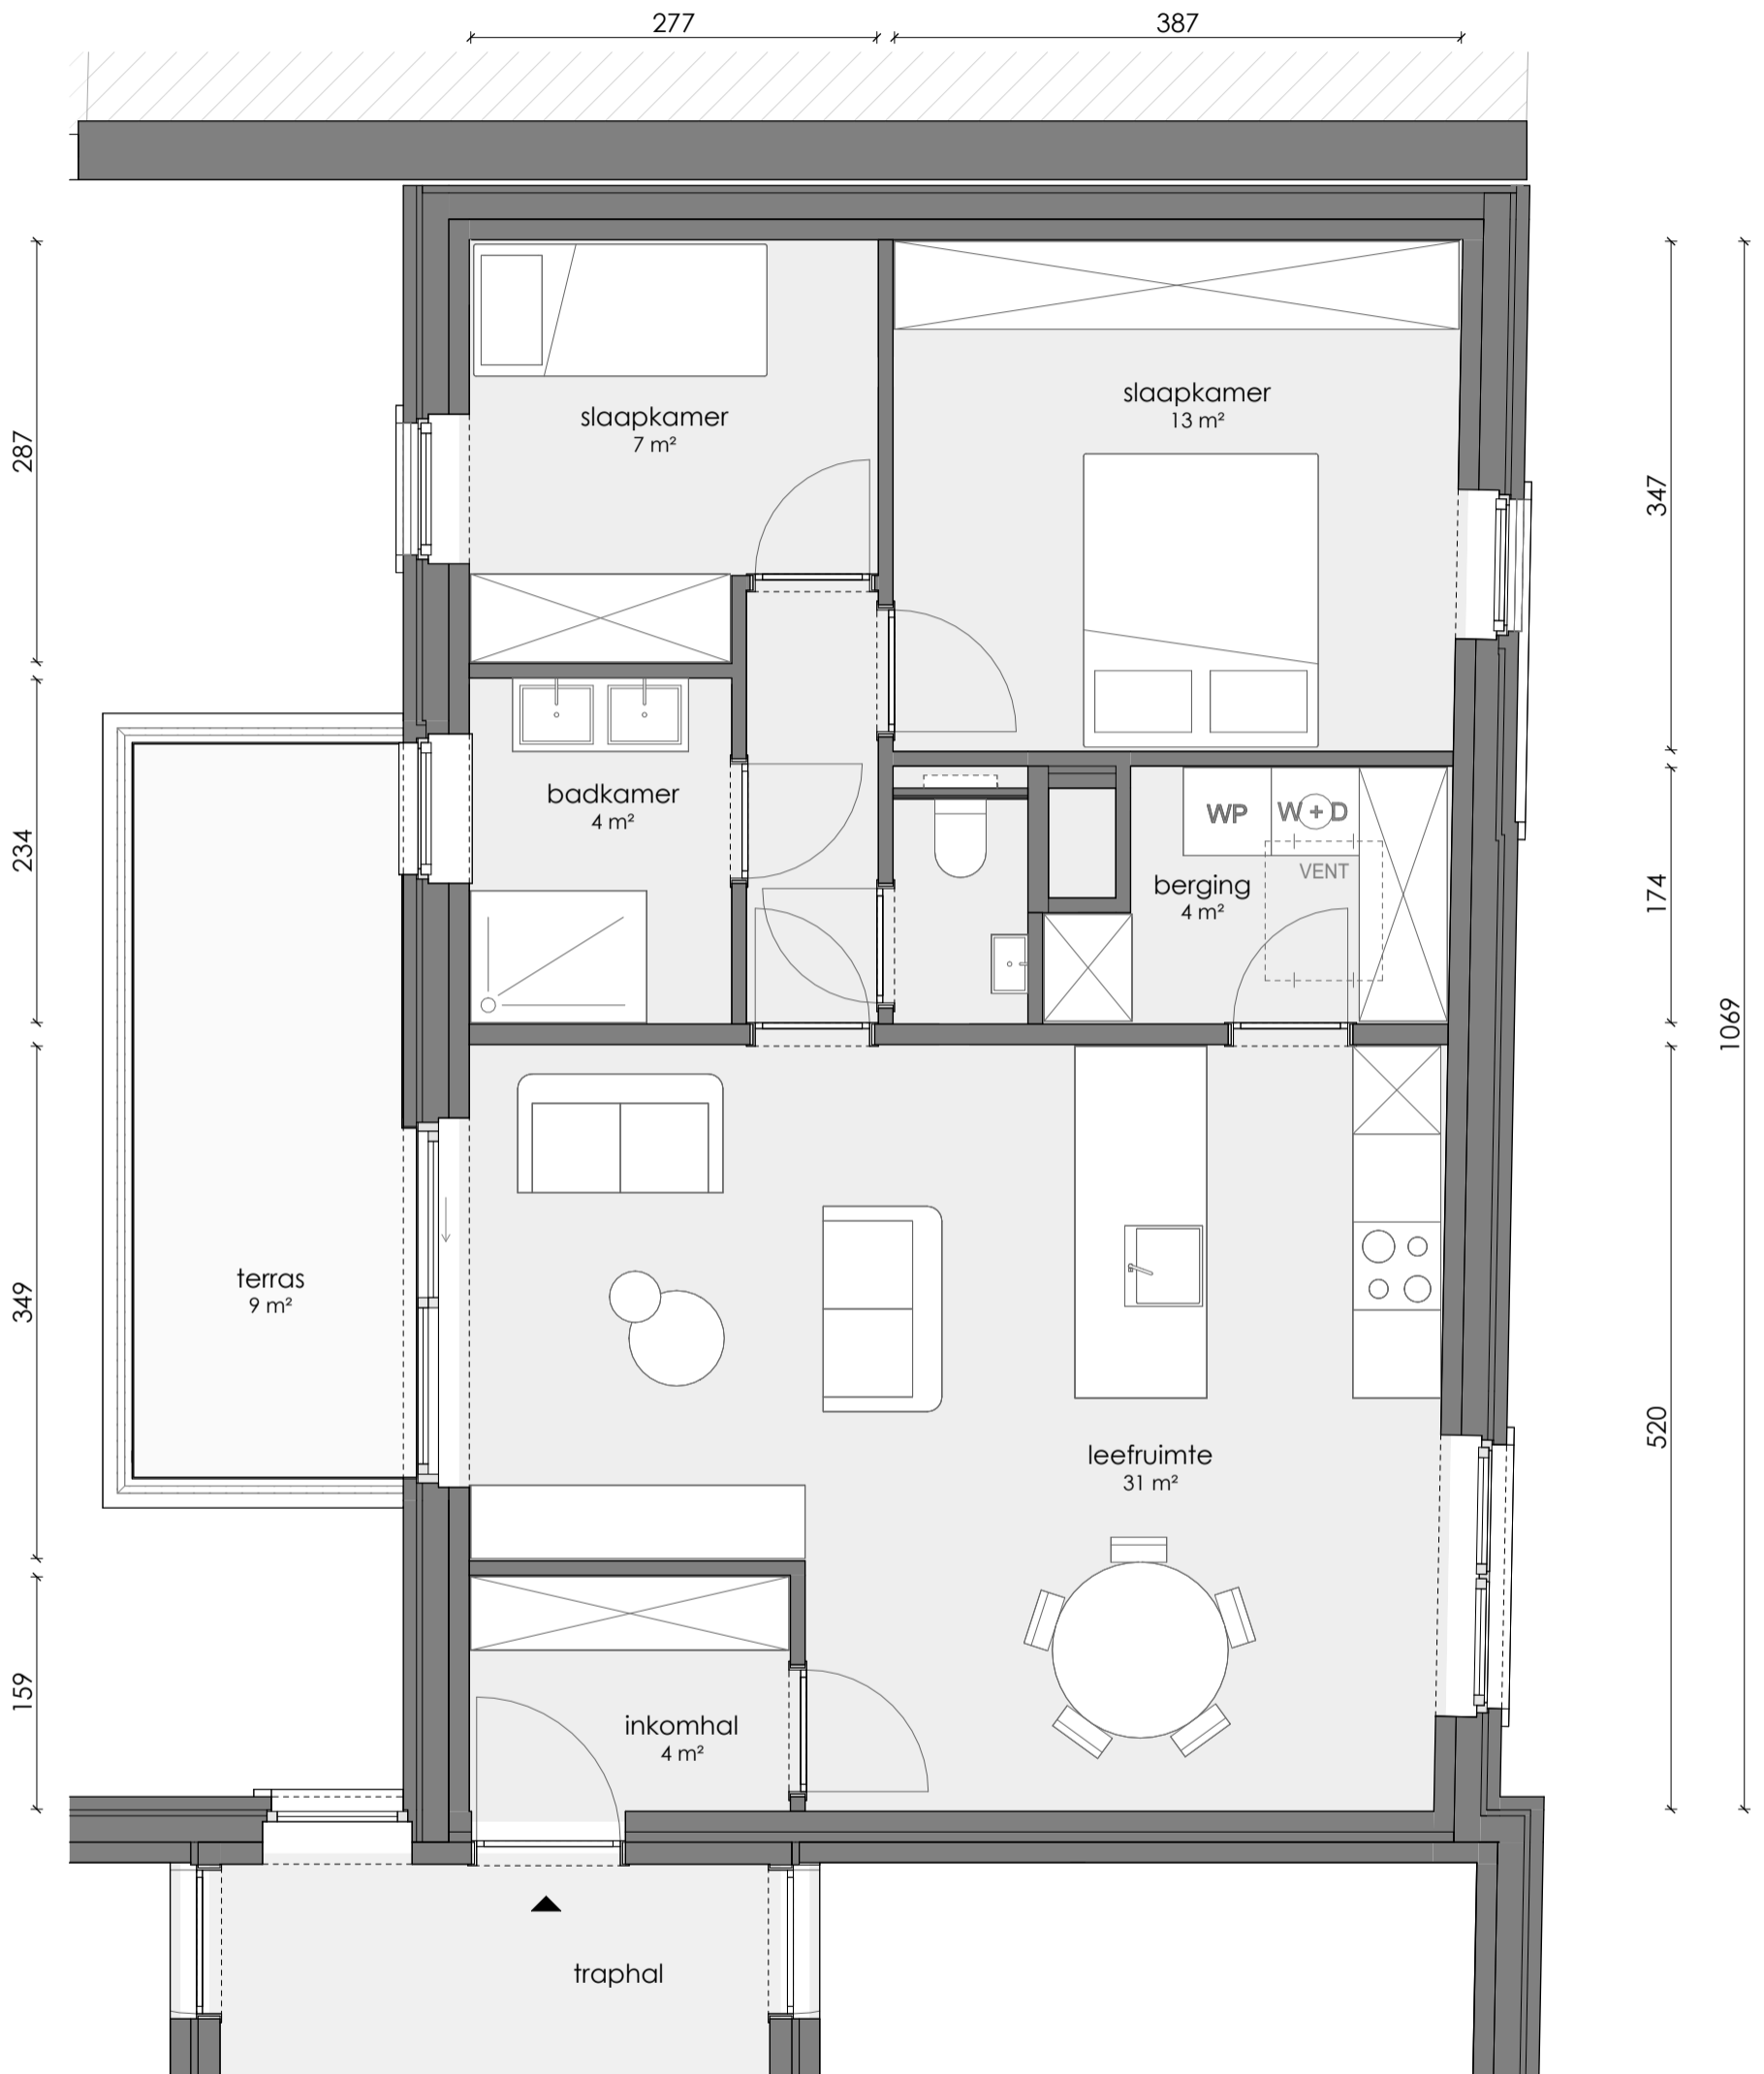 277
387
slaapkamer
7 m²
slaapkamer
13 m²
287
347
badkamer
4 m²
WP
W+D
VENT
berging
4 m²
234
174
1069
terras
9 m²
349
leefruimte
31 m²
520
inkomhal
4 m²
159
traphal